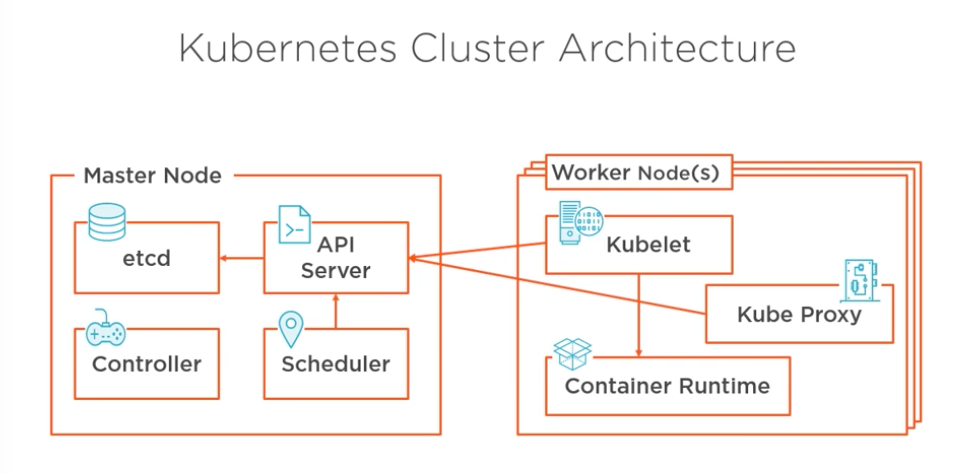 Kubernetes Cluster Architecture
Master Node
etcd
API
Server
Controller
Scheduler
Worker Node(s)
Kubelet
Kube Proxy
Container Runtime